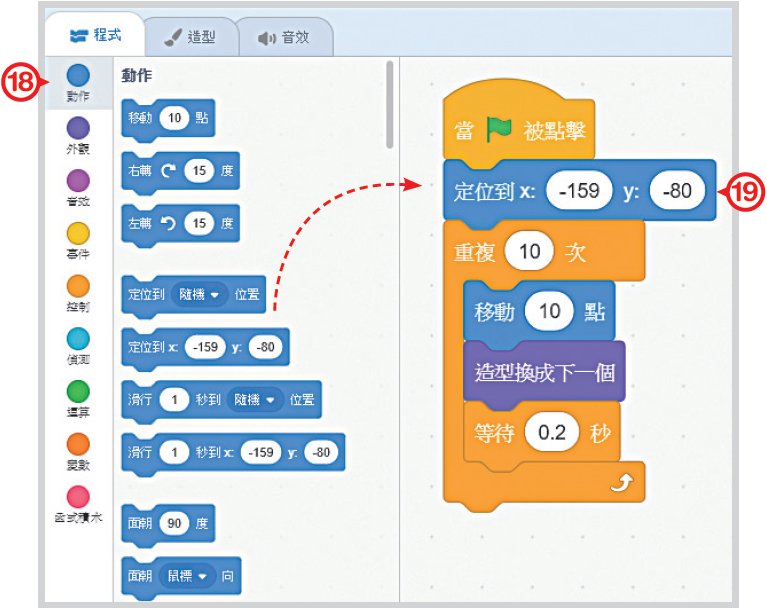 程式 造型 音效
18
動作
外觀
音效
事件
控制
偵測
運算
變數
函式積木
動作
移動 10 點
右轉 15 度
左轉 15 度
定位到 隨機 位置
定位到 x: -159 y: -80
滑行 1 秒到 隨機 位置
滑行 1 秒到 x: -159 y: -80
面朝 90 度
面朝 鼠標 向
當 被點擊
定位到 x: -159 y: -80
19
重複 10 次
移動 10 點
造型換成下一個
等待 0.2 秒